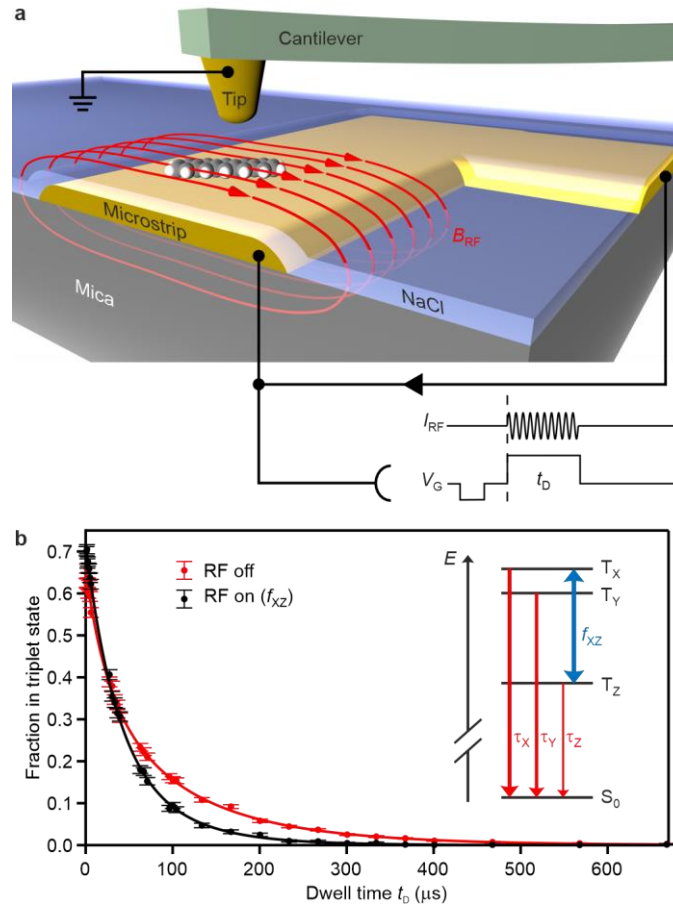 a
Cantilever
Tip
Microstrip
B_RF
Mica
NaCl
I_RF
V_G
t_D
b
0.7
0.6
0.5
0.4
0.3
0.2
0.1
0.0
Fraction in triplet state
RF off
RF on (f_XZ)
E
T_X
T_Y
f_XZ
T_Z
τ_X
τ_Y
τ_Z
S_0
0
100
200
300
400
500
600
Dwell time t_D (μs)